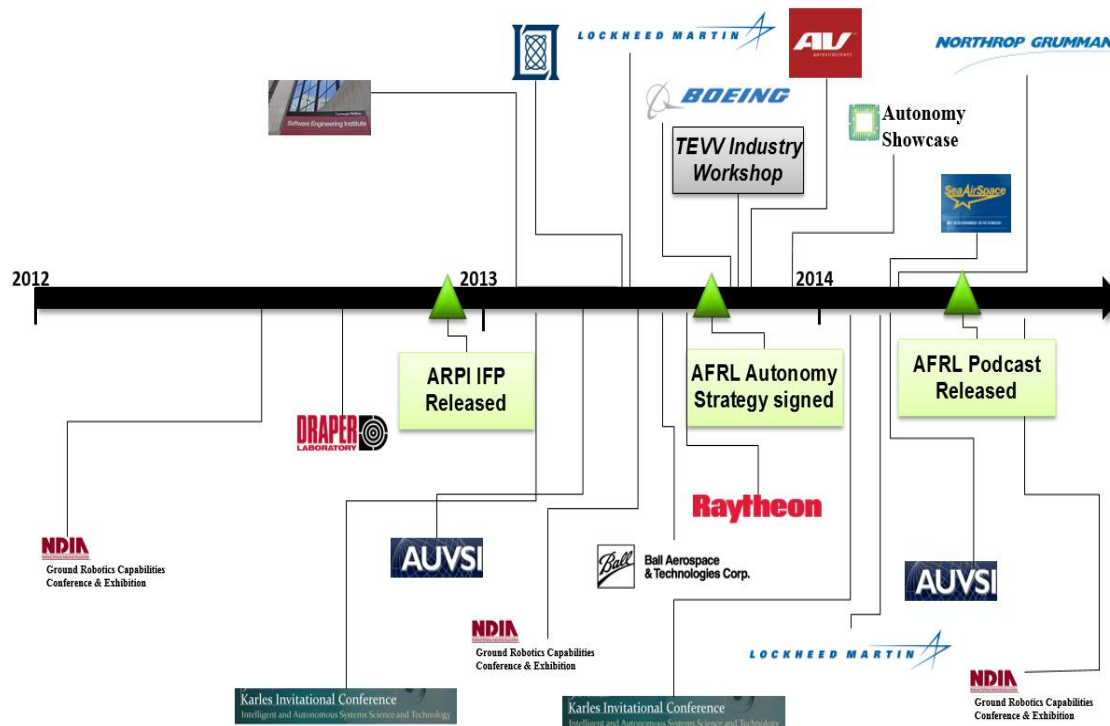 LOCKHEED MARTIN
AV
aerovironment
NORTHROP GRUMMAN
BOEING
Software Engineering Institute
Autonomy
Showcase
TEVV Industry
Workshop
SeaAirSpace
2012
2013
2014
ARPI IFP
Released
AFRL Autonomy
Strategy signed
AFRL Podcast
Released
DRAPER
LABORATORY
Raytheon
NDIA
Ground Robotics Capabilities
Conference & Exhibition
AUVSI
Ball
Ball Aerospace
& Technologies Corp.
AUVSI
NDIA
Ground Robotics Capabilities
Conference & Exhibition
LOCKHEED MARTIN
NDIA
Ground Robotics Capabilities
Conference & Exhibition
Karles Invitational Conference
Intelligent and Autonomous Systems Science and Technology
Karles Invitational Conference
Intelligent and Autonomous Systems Science and Technology